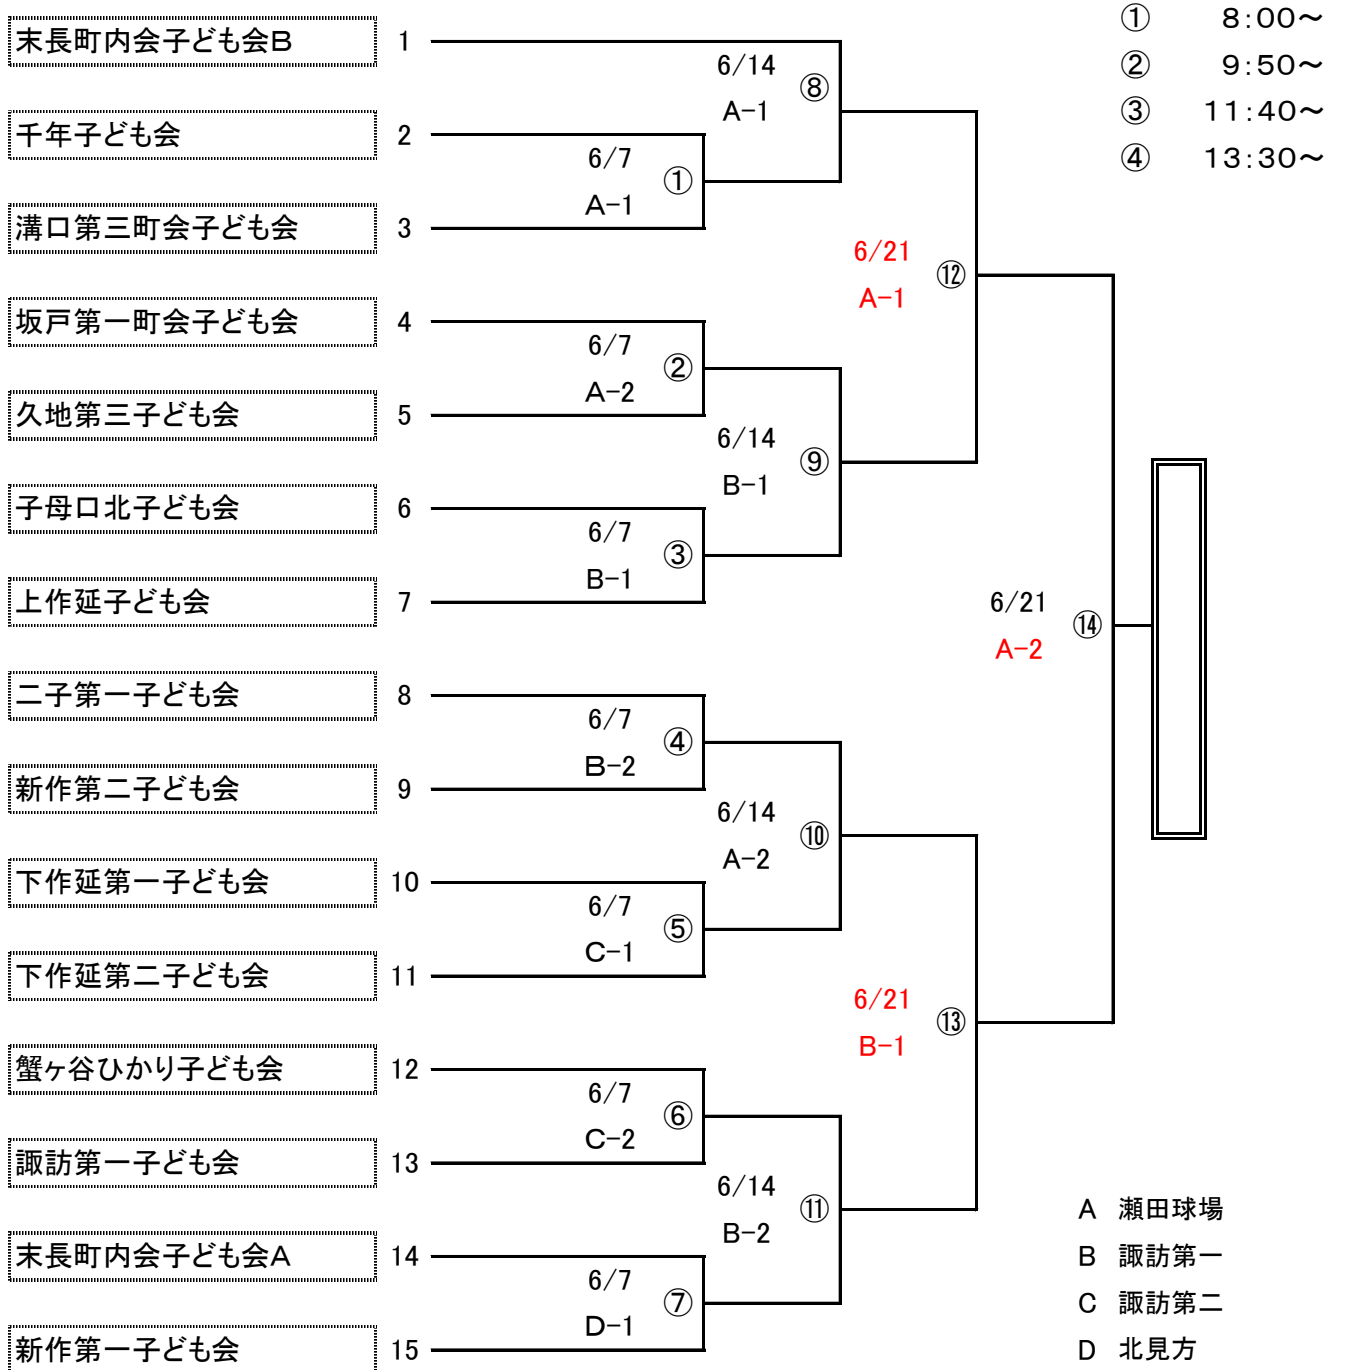 ① 8:00~
末長町内会子ども会B 1
6/14
② 9:50~
⑧
A-1
③ 11:40~
千年子ども会 2
6/7
④ 13:30~
①
A-1
溝口第三町会子ども会 3
6/21
⑫
A-1
坂戸第一町会子ども会 4
6/7
②
A-2
久地第三子ども会 5
6/14
⑨
B-1
子母口北子ども会 6
6/7
③
B-1
上作延子ども会 7
6/21
⑭
A-2
二子第一子ども会 8
6/7
④
B-2
新作第二子ども会 9
6/14
⑩
A-2
下作延第一子ども会 10
6/7
⑤
C-1
下作延第二子ども会 11
6/21
⑬
B-1
蟹ヶ谷ひかり子ども会 12
6/7
⑥
C-2
諏訪第一子ども会 13
6/14
⑪
B-2
A 瀬田球場
末長町内会子ども会A 14
B 諏訪第一
6/7
⑦
C 諏訪第二
D-1
新作第一子ども会 15
D 北見方